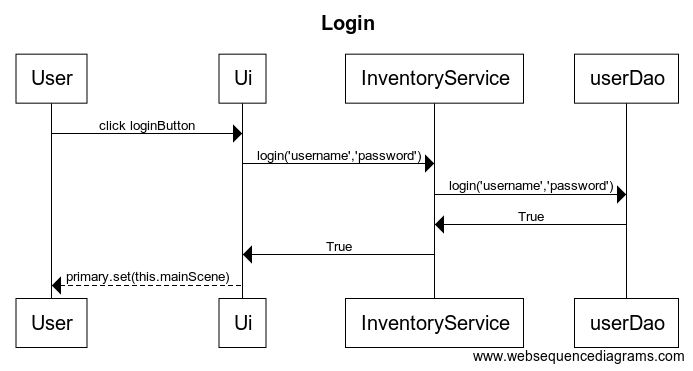 Login
User Ui InventoryService userDao
click loginButton
login('username','password')
login('username','password')
True
True
primary.set(this.mainScene)
User Ui InventoryService userDao
www.websequencediagrams.com